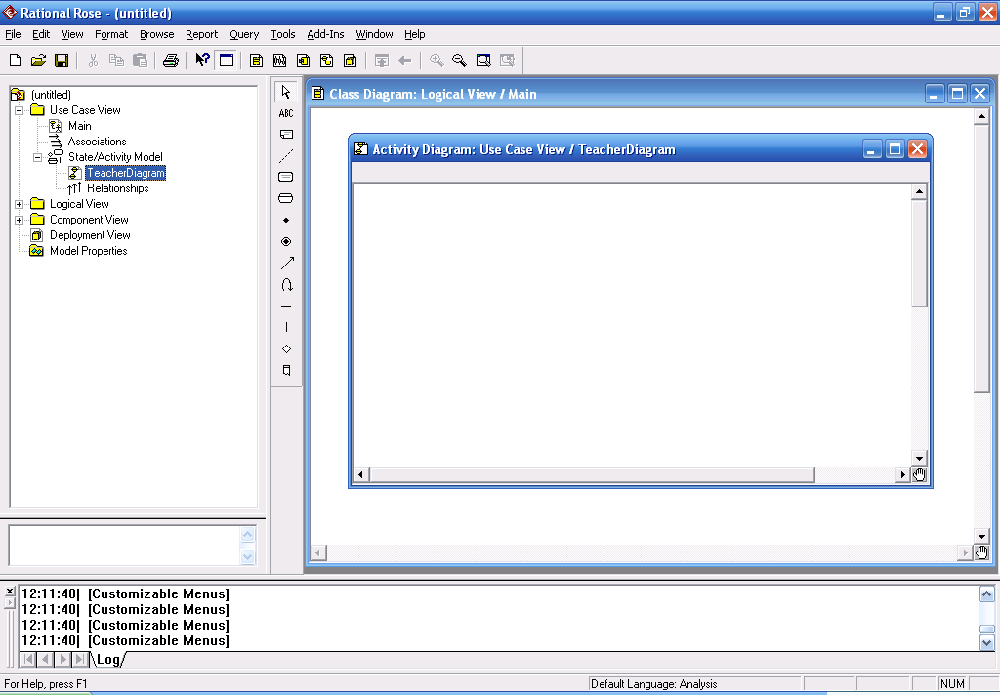 Rational Rose - (untitled)
File Edit View Format Browse Report Query Tools Add-Ins Window Help
(untitled)
Use Case View
Main
Associations
State/Activity Model
TeacherDiagram
Relationships
Logical View
Component View
Deployment View
Model Properties
ABC
Class Diagram: Logical View / Main
Activity Diagram: Use Case View / TeacherDiagram
12:11:40| [Customizable Menus]
12:11:40| [Customizable Menus]
12:11:40| [Customizable Menus]
12:11:40| [Customizable Menus]
Log
For Help, press F1
Default Language: Analysis
NUM